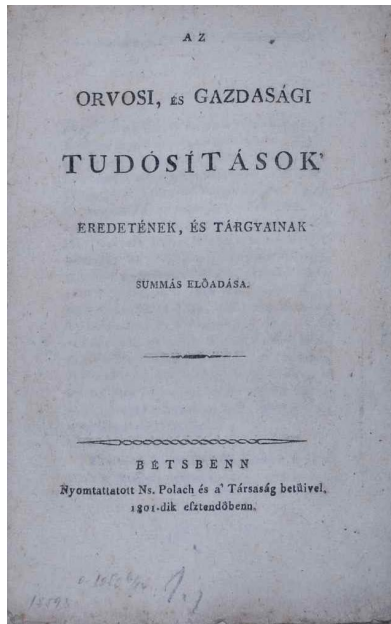 AZ
ORVOSI, ÉS GAZDASÁGI
TUDÓSÍTÁSOK'
EREDETÉNEK, ÉS TÁRGYAINAK
SUMMÁS ELŐADÁSA.
BÉTSBENN
Nyomtattatott Ns. Polach és a' Társaság betűivel,
1801-dik eſztendőbenn.